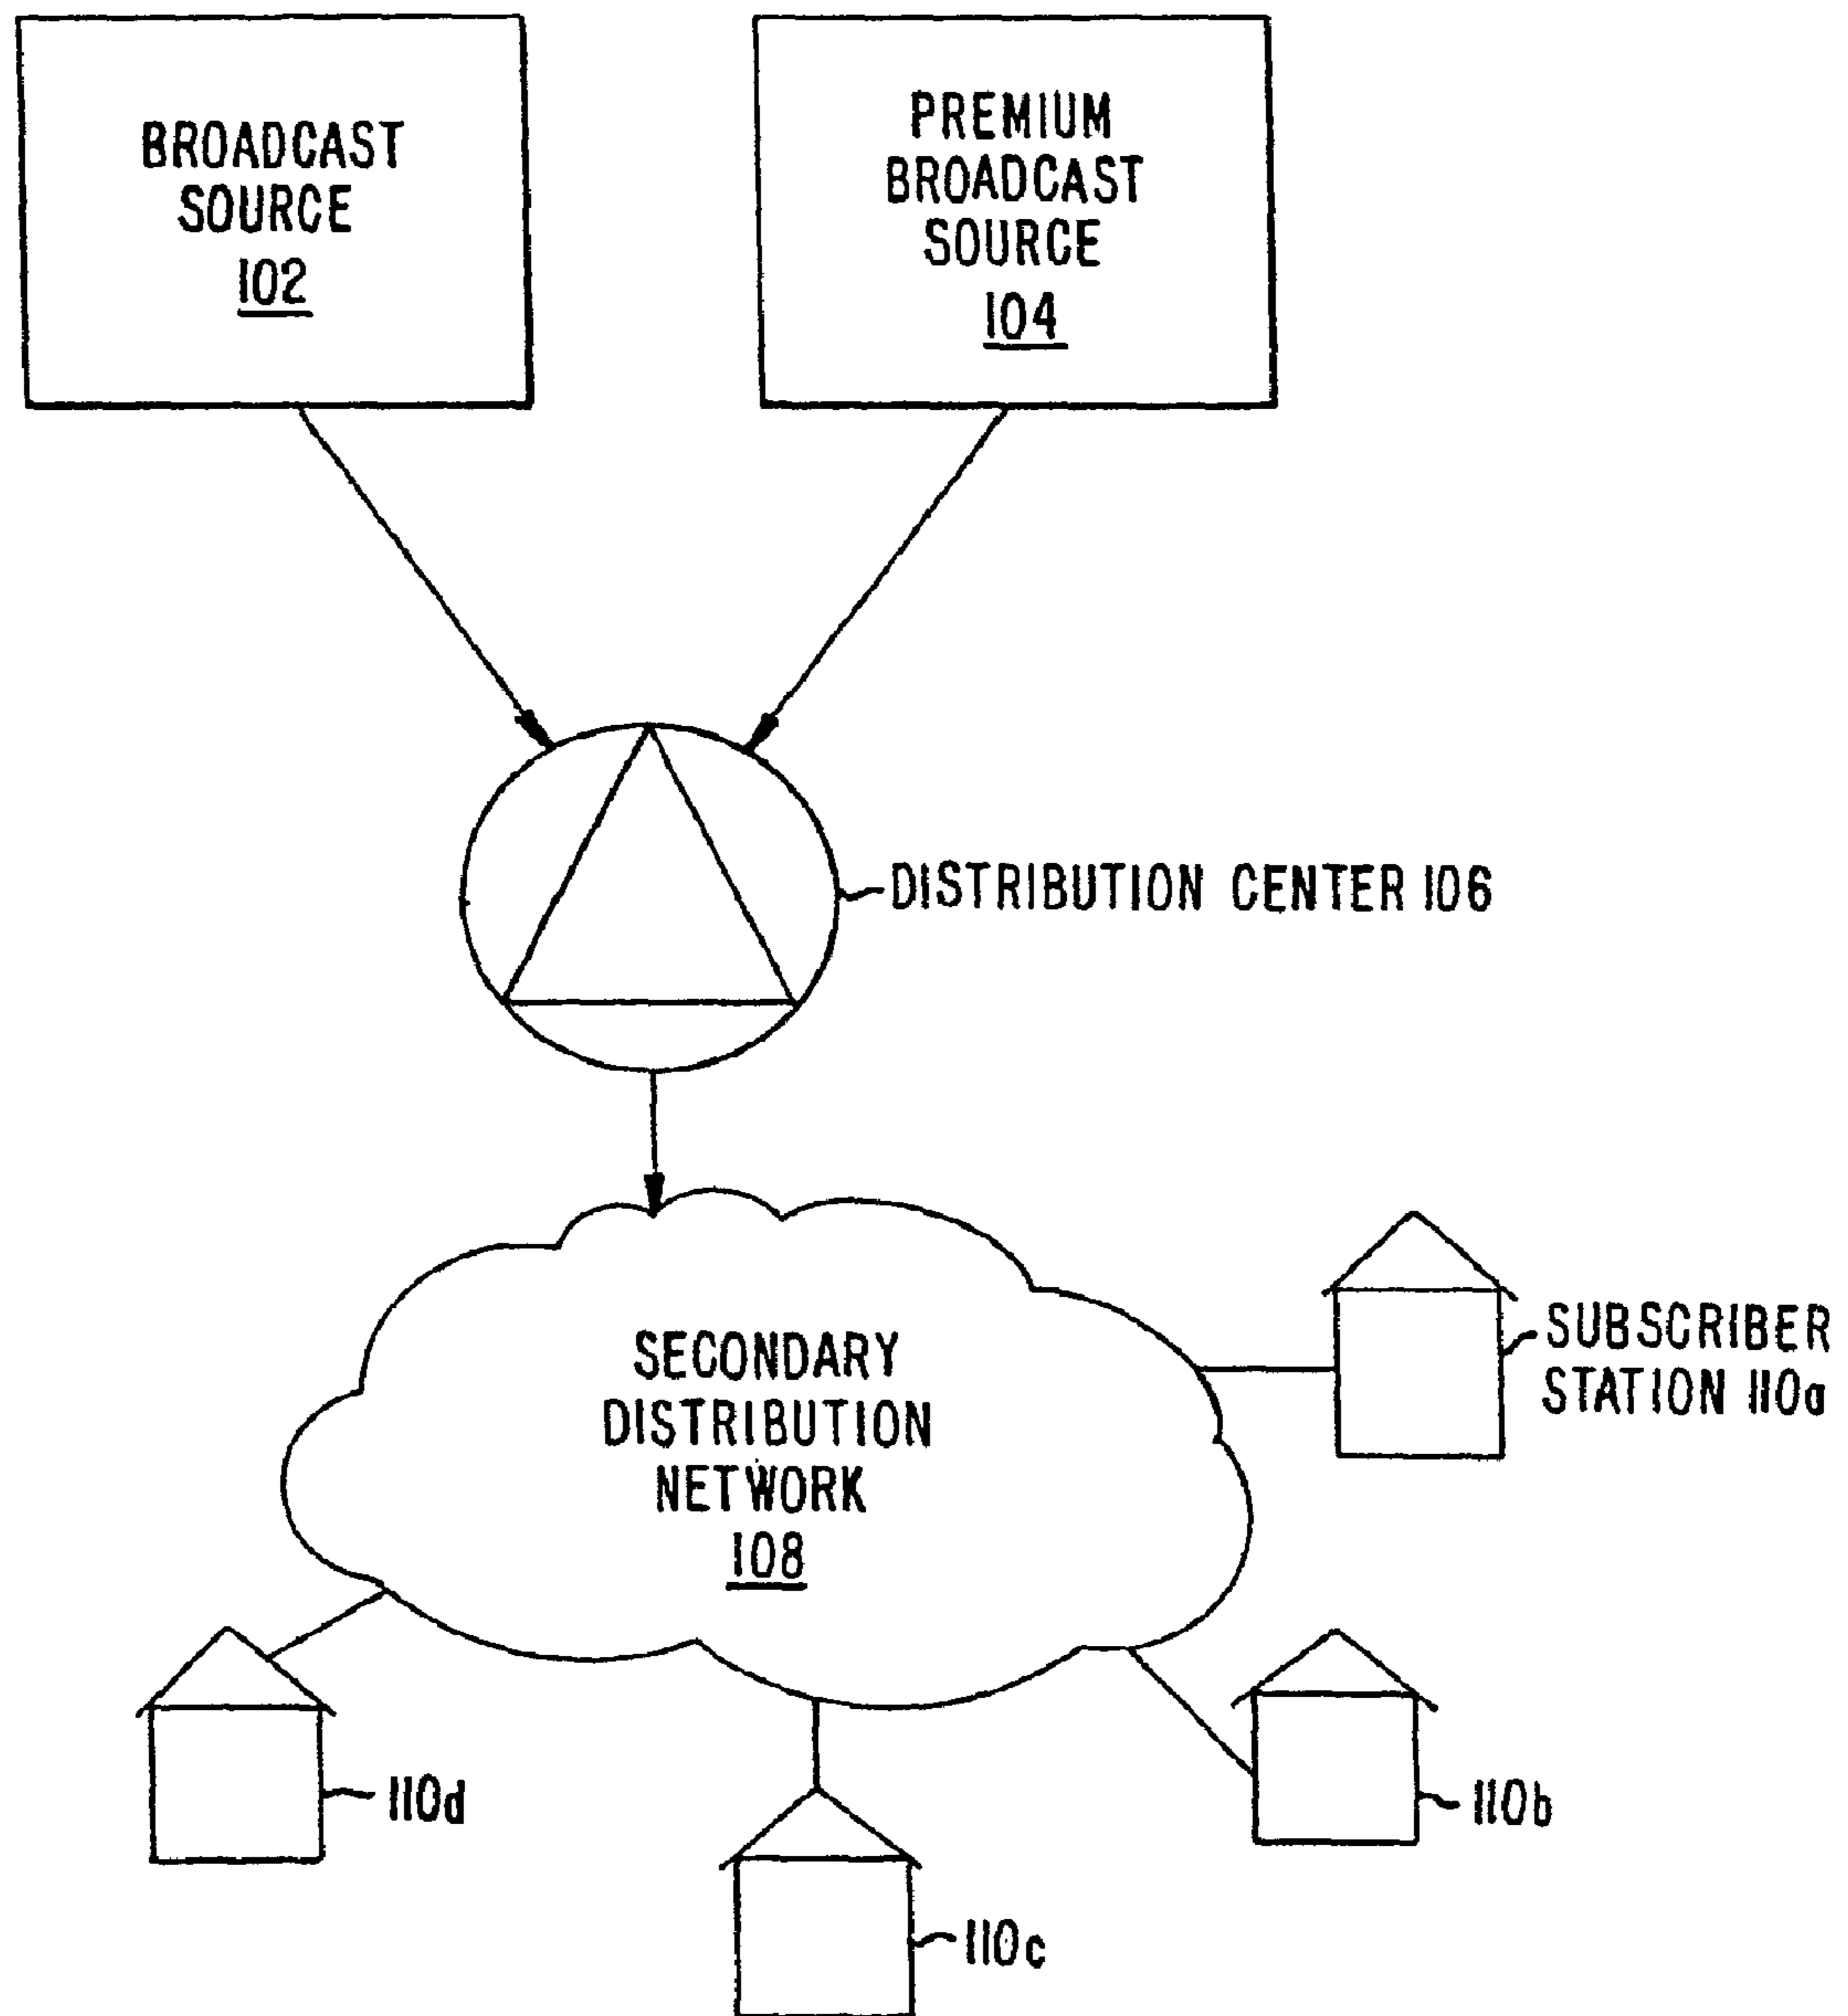 BROADCAST
SOURCE
102
PREMIUM
BROADCAST
SOURCE
104
DISTRIBUTION CENTER 106
SECONDARY
DISTRIBUTION
NETWORK
108
SUBSCRIBER
STATION 110a
110d
110b
110c